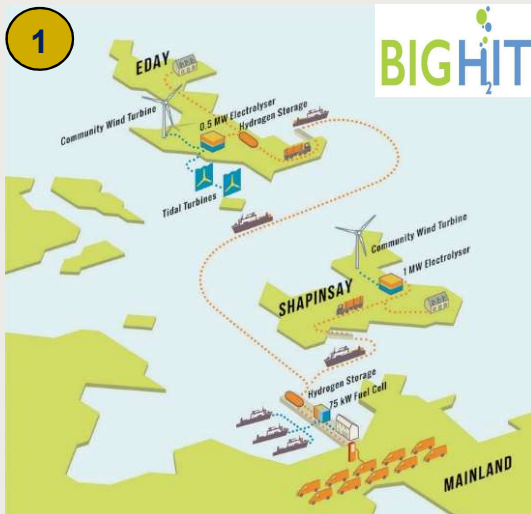 1
BIGH2IT
EDAY
Community Wind Turbine
0.5 MW Electrolyser
Hydrogen Storage
Tidal Turbines
Community Wind Turbine
1 MW Electrolyser
SHAPINSAY
Hydrogen Storage
75 kW Fuel Cell
MAINLAND